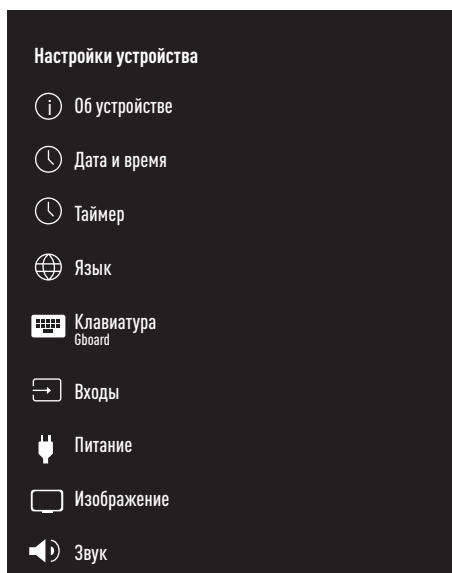 Настройки устройства
Об устройстве
Дата и время
Таймер
Язык
Клавиатура
Gboard
Входы
Питание
Изображение
Звук